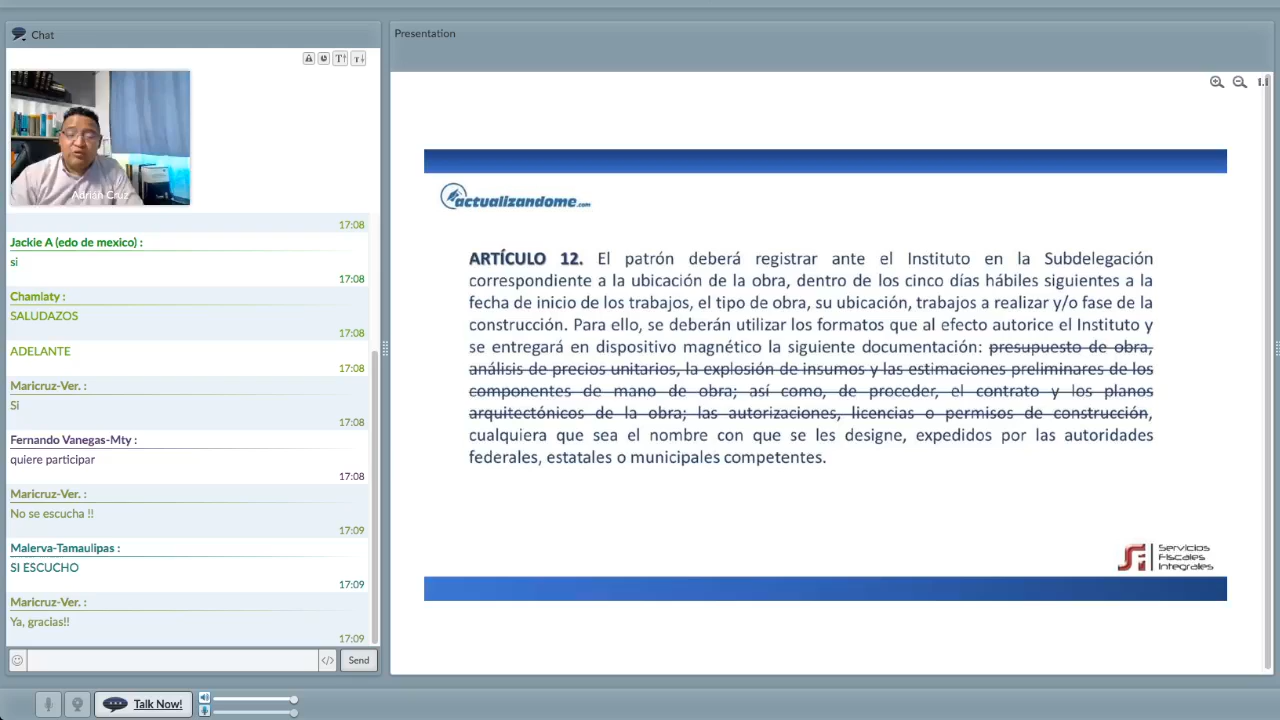 Chat
Adrián Cruz
17:08
Jackie A (edo de mexico) :
si
17:08
Chamlaty :
SALUDAZOS
17:08
ADELANTE
17:08
Maricruz-Ver. :
Si
17:08
Fernando Vanegas-Mty :
quiere participar
17:08
Maricruz-Ver. :
No se escucha !!
17:09
Malerva-Tamaulipas :
SI ESCUCHO
17:09
Maricruz-Ver. :
Ya, gracias!!
17:09
Send
Talk Now!
Presentation
1.1
actualizandome.com
ARTÍCULO 12. El patrón deberá registrar ante el Instituto en la Subdelegación
correspondiente a la ubicación de la obra, dentro de los cinco días hábiles siguientes a la
fecha de inicio de los trabajos, el tipo de obra, su ubicación, trabajos a realizar y/o fase de la
construcción. Para ello, se deberán utilizar los formatos que al efecto autorice el Instituto y
se entregará en dispositivo magnético la siguiente documentación: presupuesto de obra,
análisis de precios unitarios, la explosión de insumos y las estimaciones preliminares de los
componentes de mano de obra; así como, de proceder, el contrato y los planos
arquitectónicos de la obra; las autorizaciones, licencias o permisos de construcción,
cualquiera que sea el nombre con que se les designe, expedidos por las autoridades
federales, estatales o municipales competentes.
Servicios
Fiscales
Integrales